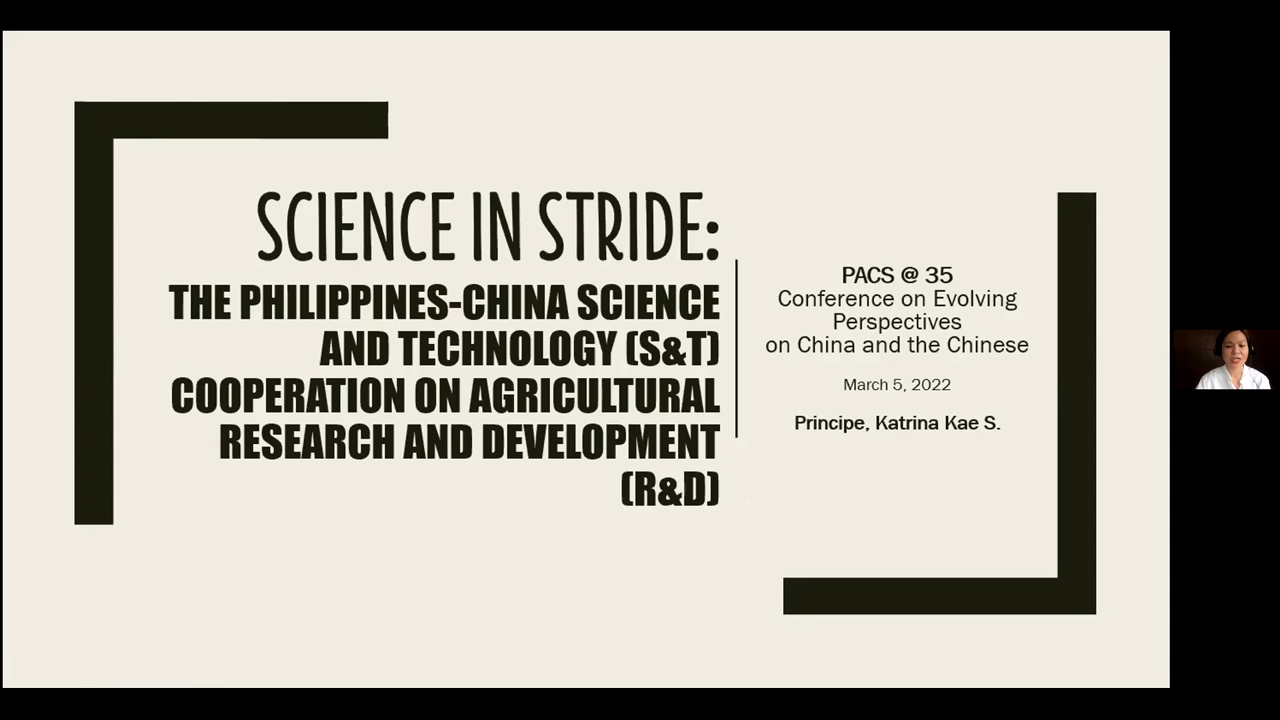 SCIENCE IN STRIDE:
THE PHILIPPINES-CHINA SCIENCE
AND TECHNOLOGY (S&T)
COOPERATION ON AGRICULTURAL
RESEARCH AND DEVELOPMENT
(R&D)
PACS @ 35
Conference on Evolving
Perspectives
on China and the Chinese
March 5, 2022
Principe, Katrina Kae S.